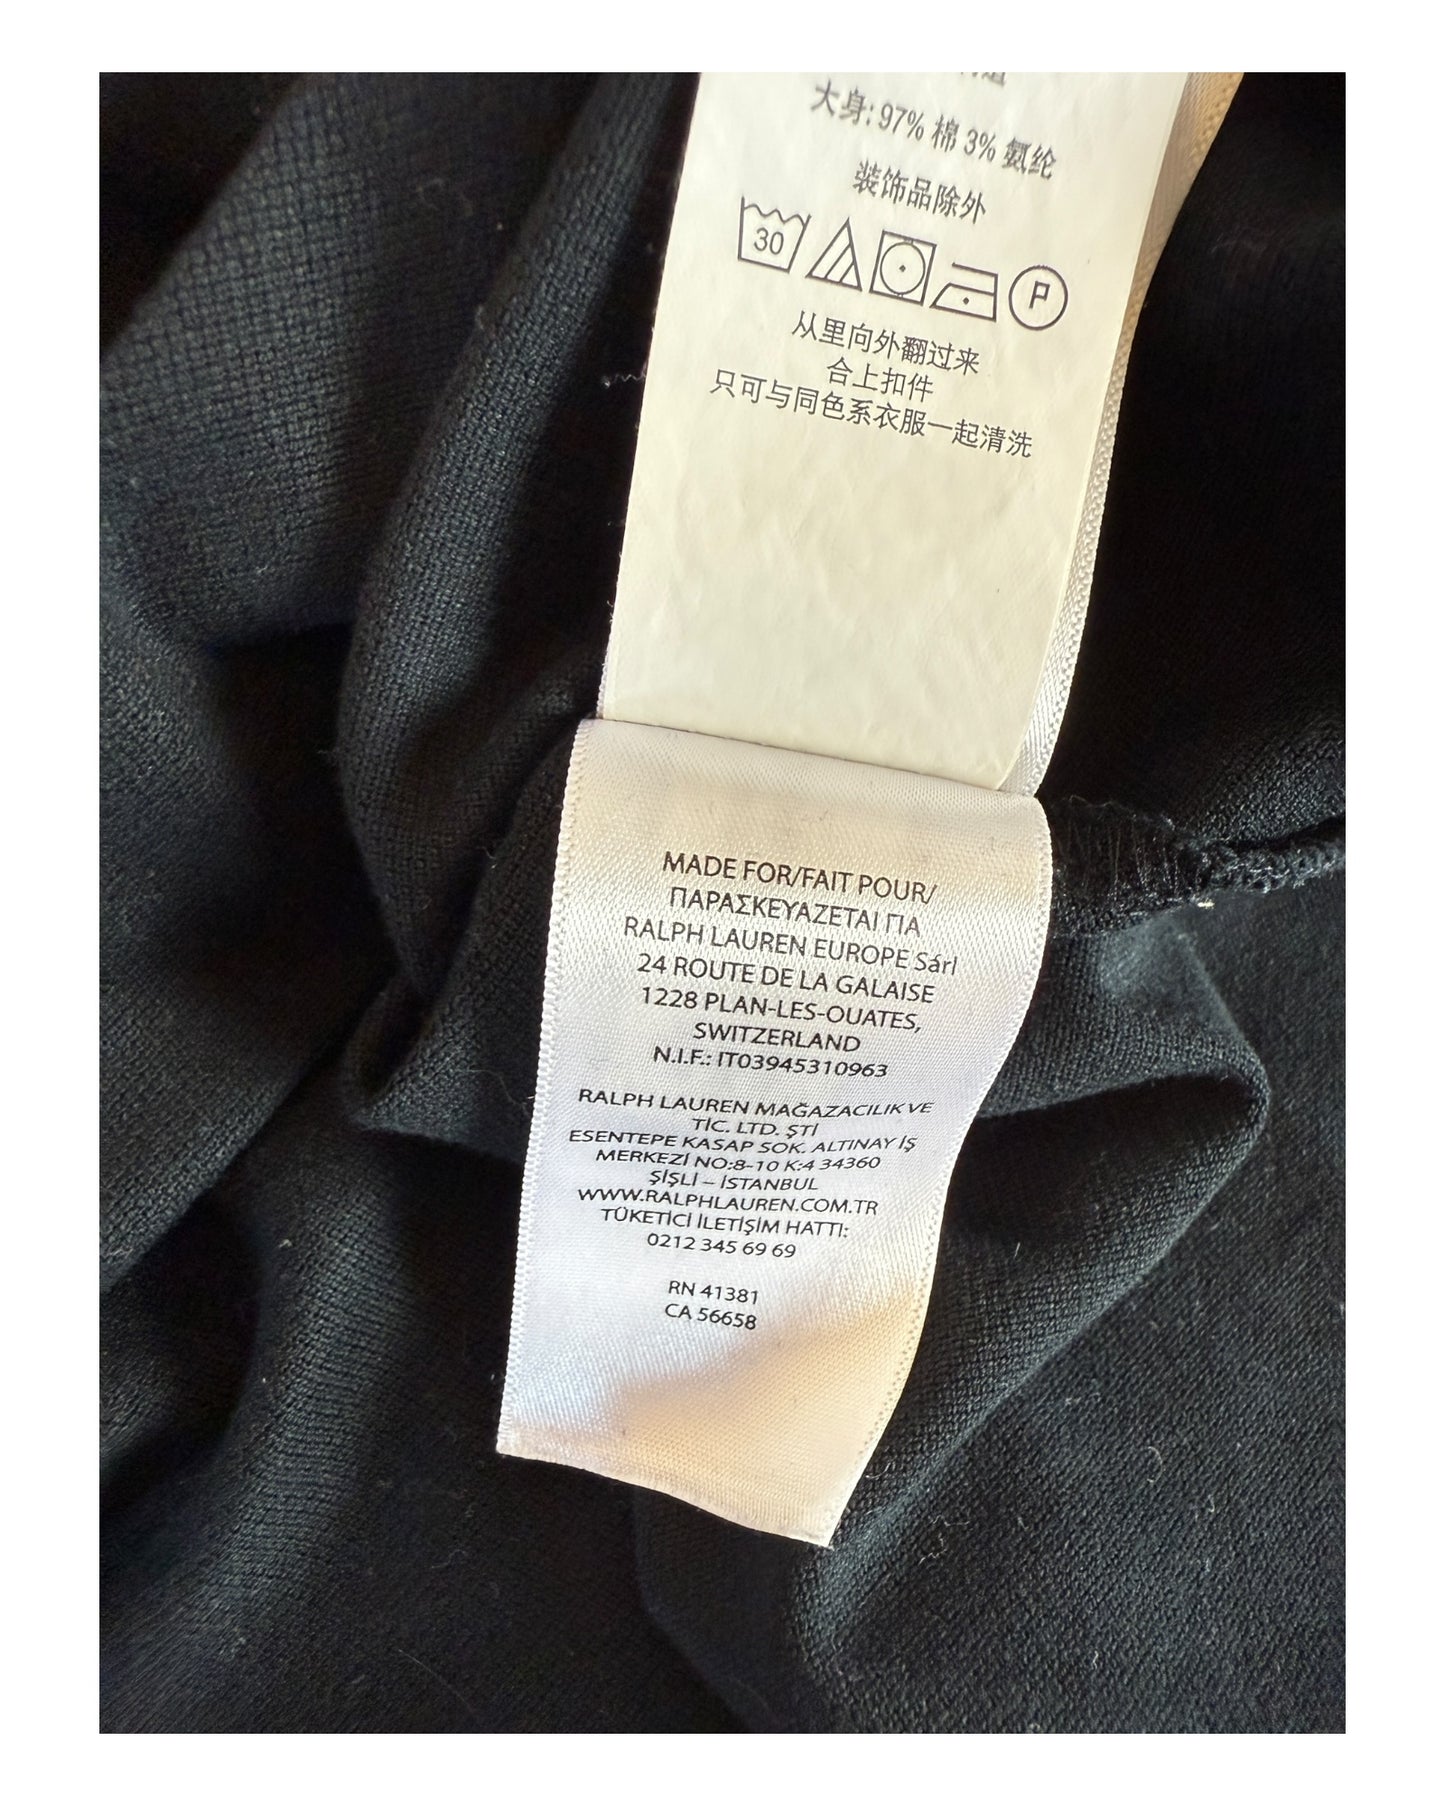 大身: 97% 棉 3% 氨纶
装饰品除外
30 P
从里向外翻过来
合上扣件
只可与同色系衣服一起清洗
MADE FOR/FAIT POUR/
ΠΑΡΑΣΚΕΥΑΖΕΤΑΙ ΓΙΑ
RALPH LAUREN EUROPE Sárl
24 ROUTE DE LA GALAISE
1228 PLAN-LES-OUATES,
SWITZERLAND
N.I.F.: IT03945310963
RALPH LAUREN MAĞAZACILIK VE
TİC. LTD. ŞTİ
ESENTEPE KASAP SOK. ALTINAY İŞ
MERKEZİ NO:8-10 K:4 34360
ŞİŞLİ – İSTANBUL
WWW.RALPHLAUREN.COM.TR
TÜKETİCİ İLETİŞİM HATTI:
0212 345 69 69
RN 41381
CA 56658